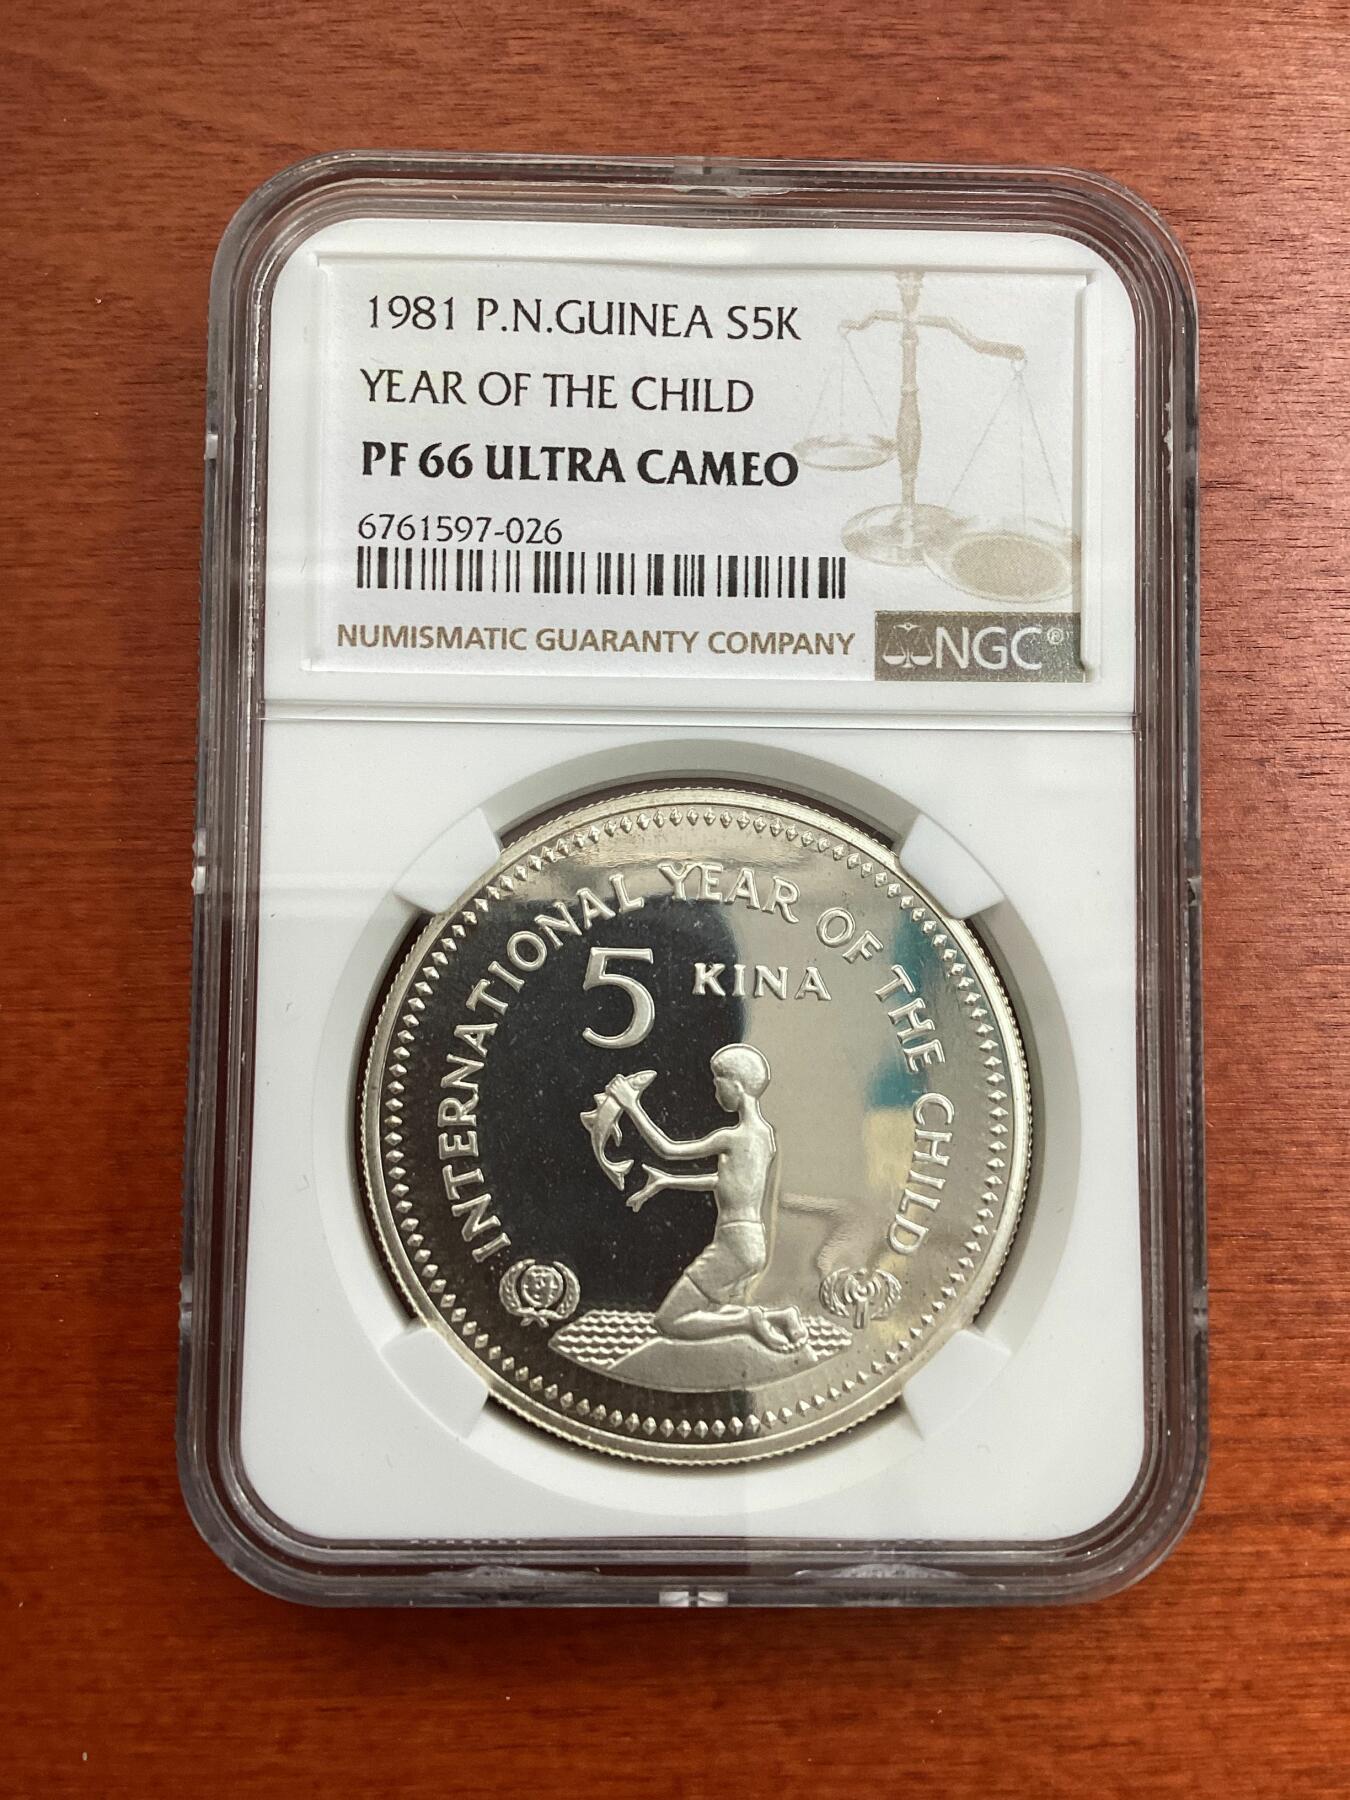 1981 P.N.GUINEA S5K
YEAR OF THE CHILD
PF 66 ULTRA CAMEO
6761597-026
NUMISMATIC GUARANTY COMPANY
NGC®
INTERNATIONAL YEAR OF THE CHILD
5 KINA